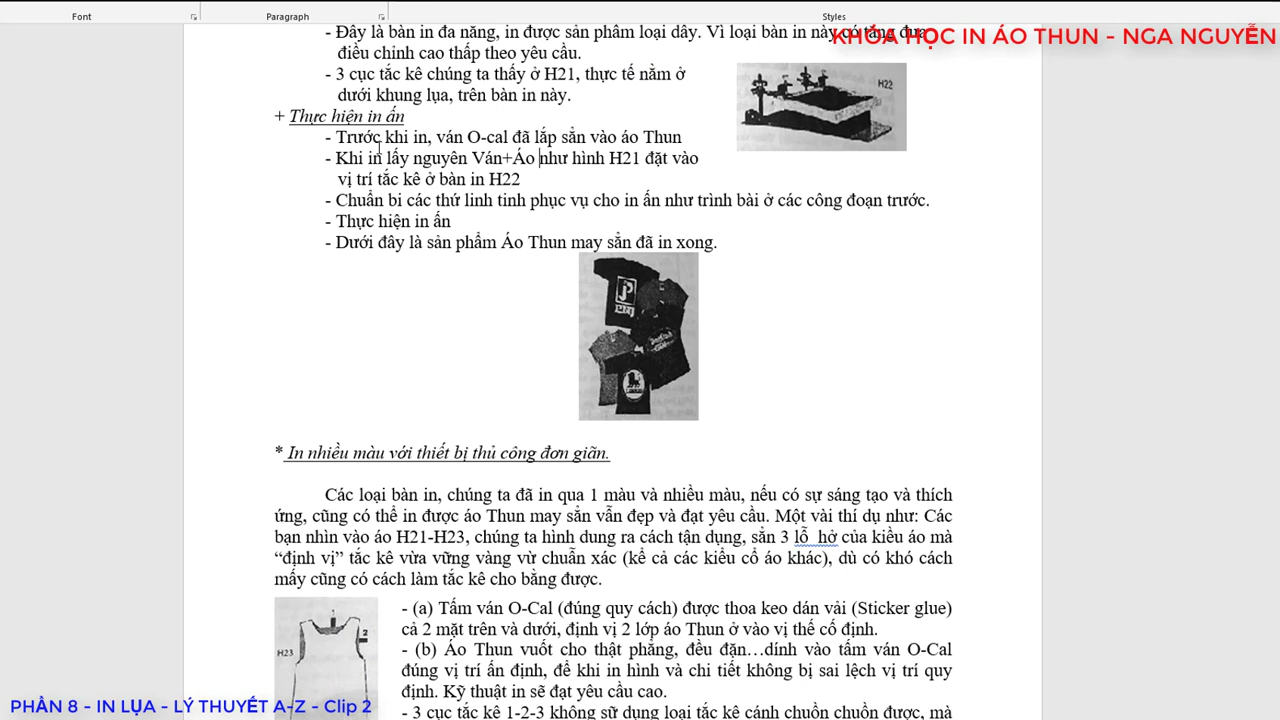 Font Paragraph Styles
- Đây là bàn in đa năng, in được sản phẩm loại dầy. Vì loại bàn in này có tầng đưa
KHÓA HỌC IN ÁO THUN - NGA NGUYỄN
điều chỉnh cao thấp theo yêu cầu.
- 3 cục tắc kê chúng ta thấy ở H21, thực tế nằm ở
dưới khung lụa, trên bàn in này.
H22
+ Thực hiện in ấn
- Trước khi in, ván O-cal đã lắp sẳn vào áo Thun
- Khi in lấy nguyên Ván+Áo như hình H21 đặt vào
vị trí tắc kê ở bàn in H22
- Chuẩn bi các thứ linh tinh phục vụ cho in ấn như trình bài ở các công đoạn trước.
- Thực hiện in ấn
- Dưới đây là sản phẩm Áo Thun may sẳn đã in xong.
* In nhiều màu với thiết bị thủ công đơn giãn.
Các loại bàn in, chúng ta đã in qua 1 màu và nhiều màu, nếu có sự sáng tạo và thích
ứng, cũng có thể in được áo Thun may sẳn vẫn đẹp và đạt yêu cầu. Một vài thí dụ như: Các
bạn nhìn vào áo H21-H23, chúng ta hình dung ra cách tận dụng, sẳn 3 lỗ hở của kiểu áo mà
“định vị” tắc kê vừa vững vàng vừ chuẫn xác (kể cả các kiểu cổ áo khác), dù có khó cách
mấy cũng có cách làm tắc kê cho bằng được.
- (a) Tấm ván O-Cal (đúng quy cách) được thoa keo dán vải (Sticker glue)
cả 2 mặt trên và dưới, định vị 2 lớp áo Thun ở vào vị thế cố định.
2
H23
- (b) Áo Thun vuốt cho thật phẳng, đều đặn…dính vào tấm ván O-Cal
đúng vị trí ấn định, để khi in hình và chi tiết không bị sai lệch vị trí quy
định. Kỹ thuật in sẽ đạt yêu cầu cao.
- 3 cục tắc kê 1-2-3 không sữ dụng loại tắc kê cánh chuồn chuồn được, mà
PHẦN 8 - IN LỤA - LÝ THUYẾT A-Z - Clip 2